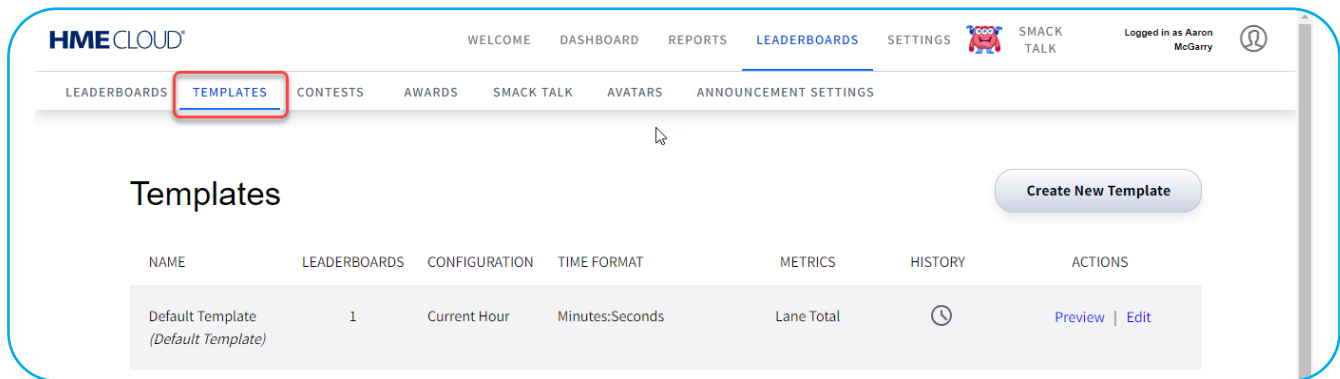 HME CLOUD®
WELCOME DASHBOARD REPORTS LEADERBOARDS SETTINGS SMACK TALK Logged in as Aaron McGarry
LEADERBOARDS TEMPLATES CONTESTS AWARDS SMACK TALK AVATARS ANNOUNCEMENT SETTINGS
Templates
Create New Template
NAME LEADERBOARDS CONFIGURATION TIME FORMAT METRICS HISTORY ACTIONS
Default Template 1 Current Hour Minutes:Seconds Lane Total Preview | Edit
(Default Template)